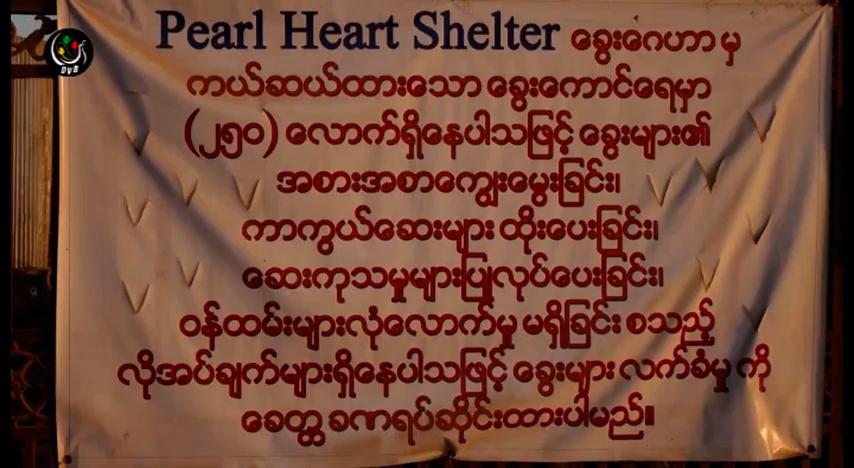 DVB
Pearl Heart Shelter ခွေးဂေဟာ မှ
ကယ်ဆယ်ထားသော ခွေးကောင်ရေမှာ
(၂၅၀) လောက်ရှိနေပါသဖြင့် ခွေးများ၏
အစားအစာကျွေးမွေးခြင်း၊
ကာကွယ်ဆေးများ ထိုးပေးခြင်း၊
ဆေးကုသမှုများပြုလုပ်ပေးခြင်း၊
ဝန်ထမ်းများလုံလောက်မှု မရှိခြင်း စသည့်
လိုအပ်ချက်များရှိနေပါသဖြင့် ခွေးများ လက်ခံမှု ကို
ခေတ္တ ခဏရပ်ဆိုင်းထားပါမည်။